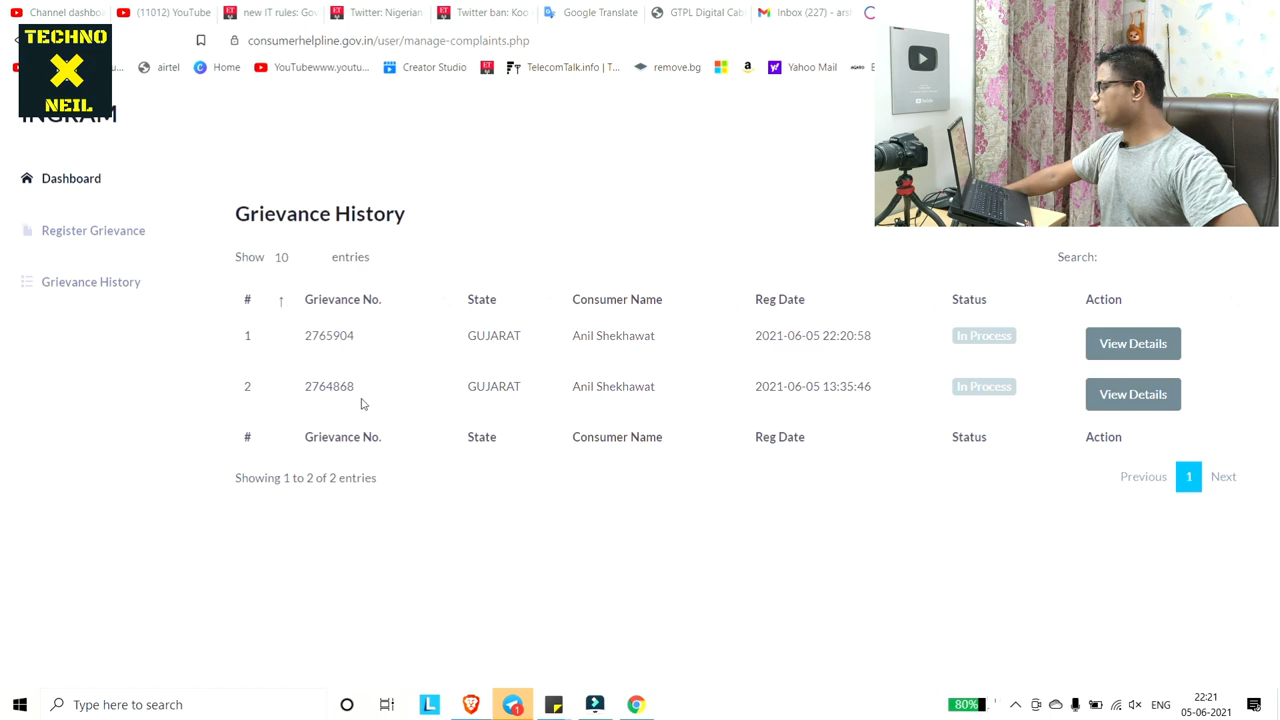 Channel dashboa
(11012) YouTube
new IT rules: Go
Twitter: Nigerian
Twitter ban: Koo
Google Translate
GTPL Digital Cab
Inbox (227) - ars
consumerhelpline.gov.in/user/manage-complaints.php
airtel
Home
YouTubewww.youtu...
Creator Studio
TelecomTalk.info | T...
remove.bg
Yahoo Mail
TECHNO
NEIL
INGRAM
Dashboard
Register Grievance
Grievance History
Grievance History
Show 10 entries
Search:
# ↑ Grievance No. State Consumer Name Reg Date Status Action
1 2765904 GUJARAT Anil Shekhawat 2021-06-05 22:20:58 In Process View Details
2 2764868 GUJARAT Anil Shekhawat 2021-06-05 13:35:46 In Process View Details
# Grievance No. State Consumer Name Reg Date Status Action
Showing 1 to 2 of 2 entries
Previous 1 Next
Type here to search
80%
ENG
22:21
05-06-2021